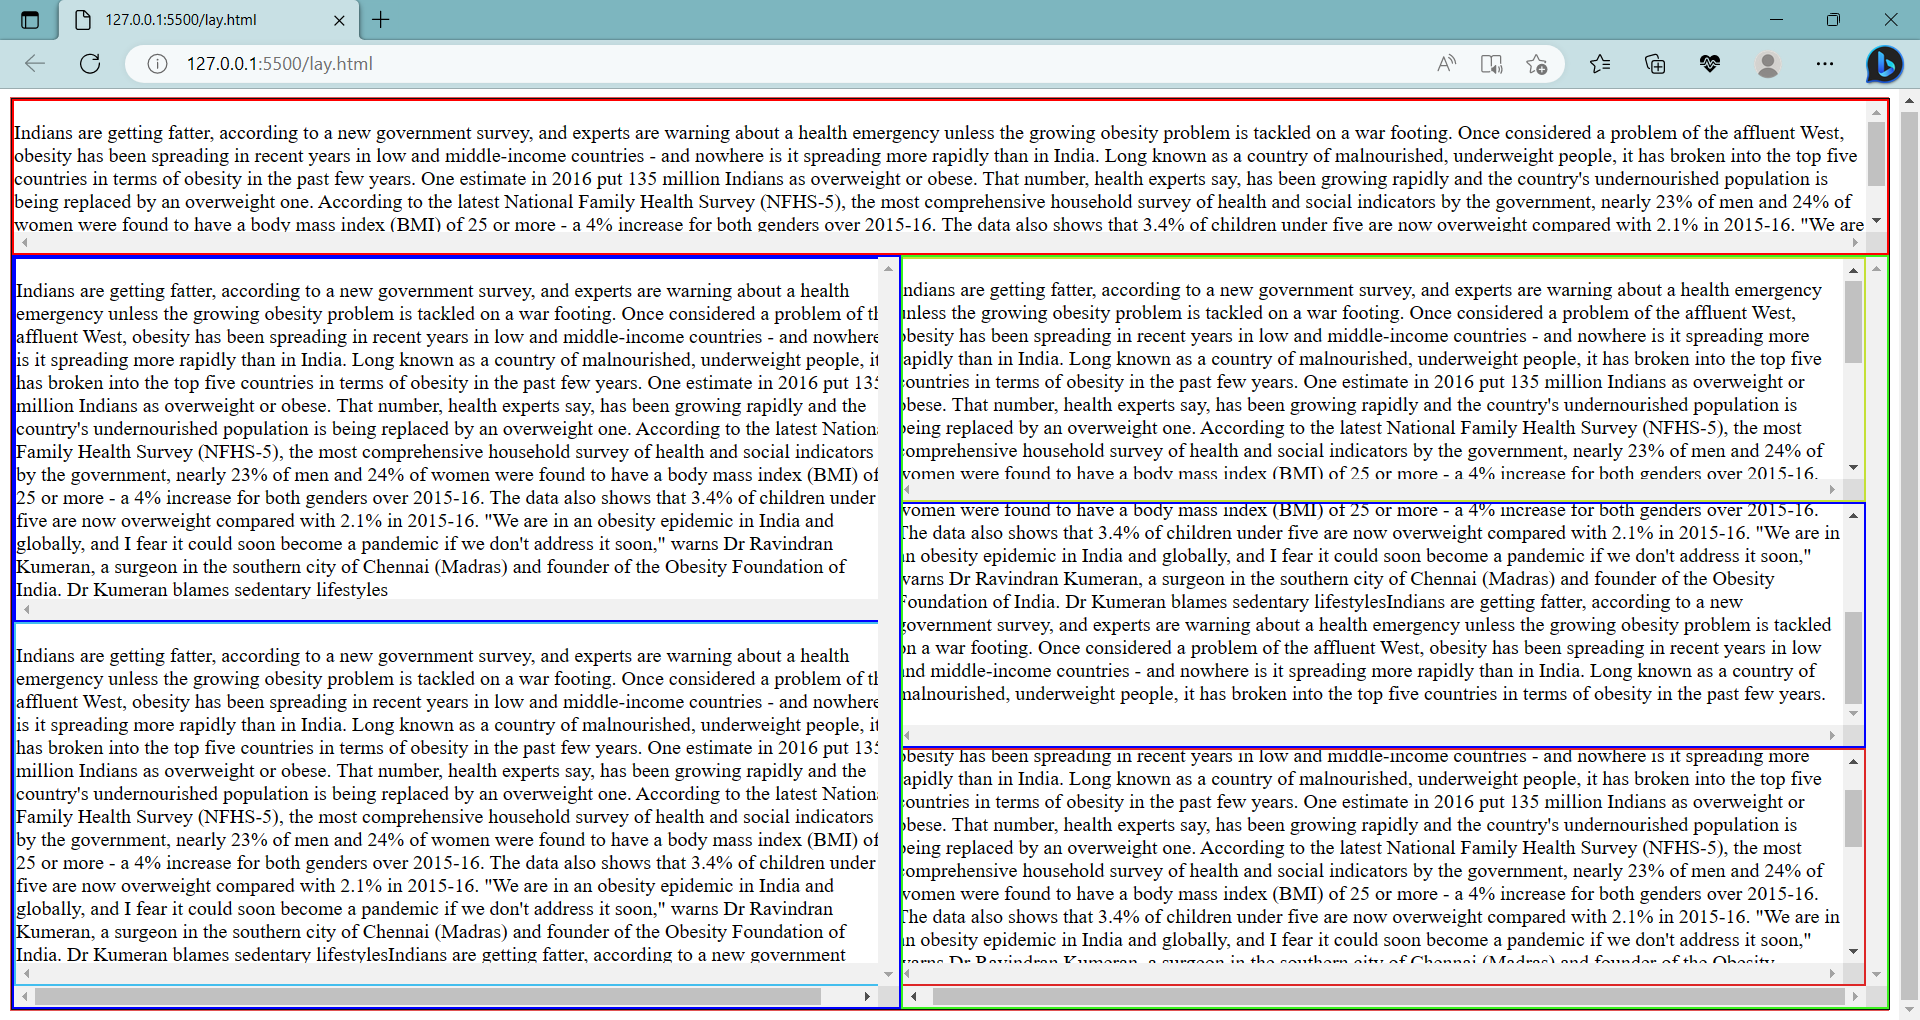 127.0.0.1:5500/lay.html
127.0.0.1:5500/lay.html
Indians are getting fatter, according to a new government survey, and experts are warning about a health emergency unless the growing obesity problem is tackled on a war footing. Once considered a problem of the affluent West,
obesity has been spreading in recent years in low and middle-income countries - and nowhere is it spreading more rapidly than in India. Long known as a country of malnourished, underweight people, it has broken into the top five
countries in terms of obesity in the past few years. One estimate in 2016 put 135 million Indians as overweight or obese. That number, health experts say, has been growing rapidly and the country's undernourished population is
being replaced by an overweight one. According to the latest National Family Health Survey (NFHS-5), the most comprehensive household survey of health and social indicators by the government, nearly 23% of men and 24% of
women were found to have a body mass index (BMI) of 25 or more - a 4% increase for both genders over 2015-16. The data also shows that 3.4% of children under five are now overweight compared with 2.1% in 2015-16. "We are
Indians are getting fatter, according to a new government survey, and experts are warning about a health
emergency unless the growing obesity problem is tackled on a war footing. Once considered a problem of
affluent West, obesity has been spreading in recent years in low and middle-income countries - and nowhere
is it spreading more rapidly than in India. Long known as a country of malnourished, underweight people, it
has broken into the top five countries in terms of obesity in the past few years. One estimate in 2016 put 135
million Indians as overweight or obese. That number, health experts say, has been growing rapidly and the
country's undernourished population is being replaced by an overweight one. According to the latest Nation
Family Health Survey (NFHS-5), the most comprehensive household survey of health and social indicators
by the government, nearly 23% of men and 24% of women were found to have a body mass index (BMI) of
25 or more - a 4% increase for both genders over 2015-16. The data also shows that 3.4% of children under
five are now overweight compared with 2.1% in 2015-16. "We are in an obesity epidemic in India and
globally, and I fear it could soon become a pandemic if we don't address it soon," warns Dr Ravindran
Kumeran, a surgeon in the southern city of Chennai (Madras) and founder of the Obesity Foundation of
India. Dr Kumeran blames sedentary lifestyles
Indians are getting fatter, according to a new government survey, and experts are warning about a health
emergency unless the growing obesity problem is tackled on a war footing. Once considered a problem of
affluent West, obesity has been spreading in recent years in low and middle-income countries - and nowhere
is it spreading more rapidly than in India. Long known as a country of malnourished, underweight people, it
has broken into the top five countries in terms of obesity in the past few years. One estimate in 2016 put 135
million Indians as overweight or obese. That number, health experts say, has been growing rapidly and the
country's undernourished population is being replaced by an overweight one. According to the latest Nation
Family Health Survey (NFHS-5), the most comprehensive household survey of health and social indicators
by the government, nearly 23% of men and 24% of women were found to have a body mass index (BMI) of
25 or more - a 4% increase for both genders over 2015-16. The data also shows that 3.4% of children under
five are now overweight compared with 2.1% in 2015-16. "We are in an obesity epidemic in India and
globally, and I fear it could soon become a pandemic if we don't address it soon," warns Dr Ravindran
Kumeran, a surgeon in the southern city of Chennai (Madras) and founder of the Obesity Foundation of
India. Dr Kumeran blames sedentary lifestylesIndians are getting fatter, according to a new government
ndians are getting fatter, according to a new government survey, and experts are warning about a health emergency
unless the growing obesity problem is tackled on a war footing. Once considered a problem of the affluent West,
obesity has been spreading in recent years in low and middle-income countries - and nowhere is it spreading more
rapidly than in India. Long known as a country of malnourished, underweight people, it has broken into the top five
countries in terms of obesity in the past few years. One estimate in 2016 put 135 million Indians as overweight or
obese. That number, health experts say, has been growing rapidly and the country's undernourished population is
being replaced by an overweight one. According to the latest National Family Health Survey (NFHS-5), the most
comprehensive household survey of health and social indicators by the government, nearly 23% of men and 24% of
women were found to have a body mass index (BMI) of 25 or more - a 4% increase for both genders over 2015-16.
women were found to have a body mass index (BMI) of 25 or more - a 4% increase for both genders over 2015-16.
The data also shows that 3.4% of children under five are now overweight compared with 2.1% in 2015-16. "We are in
an obesity epidemic in India and globally, and I fear it could soon become a pandemic if we don't address it soon,"
warns Dr Ravindran Kumeran, a surgeon in the southern city of Chennai (Madras) and founder of the Obesity
Foundation of India. Dr Kumeran blames sedentary lifestylesIndians are getting fatter, according to a new
government survey, and experts are warning about a health emergency unless the growing obesity problem is tackled
on a war footing. Once considered a problem of the affluent West, obesity has been spreading in recent years in low
and middle-income countries - and nowhere is it spreading more rapidly than in India. Long known as a country of
malnourished, underweight people, it has broken into the top five countries in terms of obesity in the past few years.
obesity has been spreading in recent years in low and middle-income countries - and nowhere is it spreading more
rapidly than in India. Long known as a country of malnourished, underweight people, it has broken into the top five
countries in terms of obesity in the past few years. One estimate in 2016 put 135 million Indians as overweight or
obese. That number, health experts say, has been growing rapidly and the country's undernourished population is
being replaced by an overweight one. According to the latest National Family Health Survey (NFHS-5), the most
comprehensive household survey of health and social indicators by the government, nearly 23% of men and 24% of
women were found to have a body mass index (BMI) of 25 or more - a 4% increase for both genders over 2015-16.
The data also shows that 3.4% of children under five are now overweight compared with 2.1% in 2015-16. "We are in
an obesity epidemic in India and globally, and I fear it could soon become a pandemic if we don't address it soon,"
warns Dr Ravindran Kumeran, a surgeon in the southern city of Chennai (Madras) and founder of the Obesity